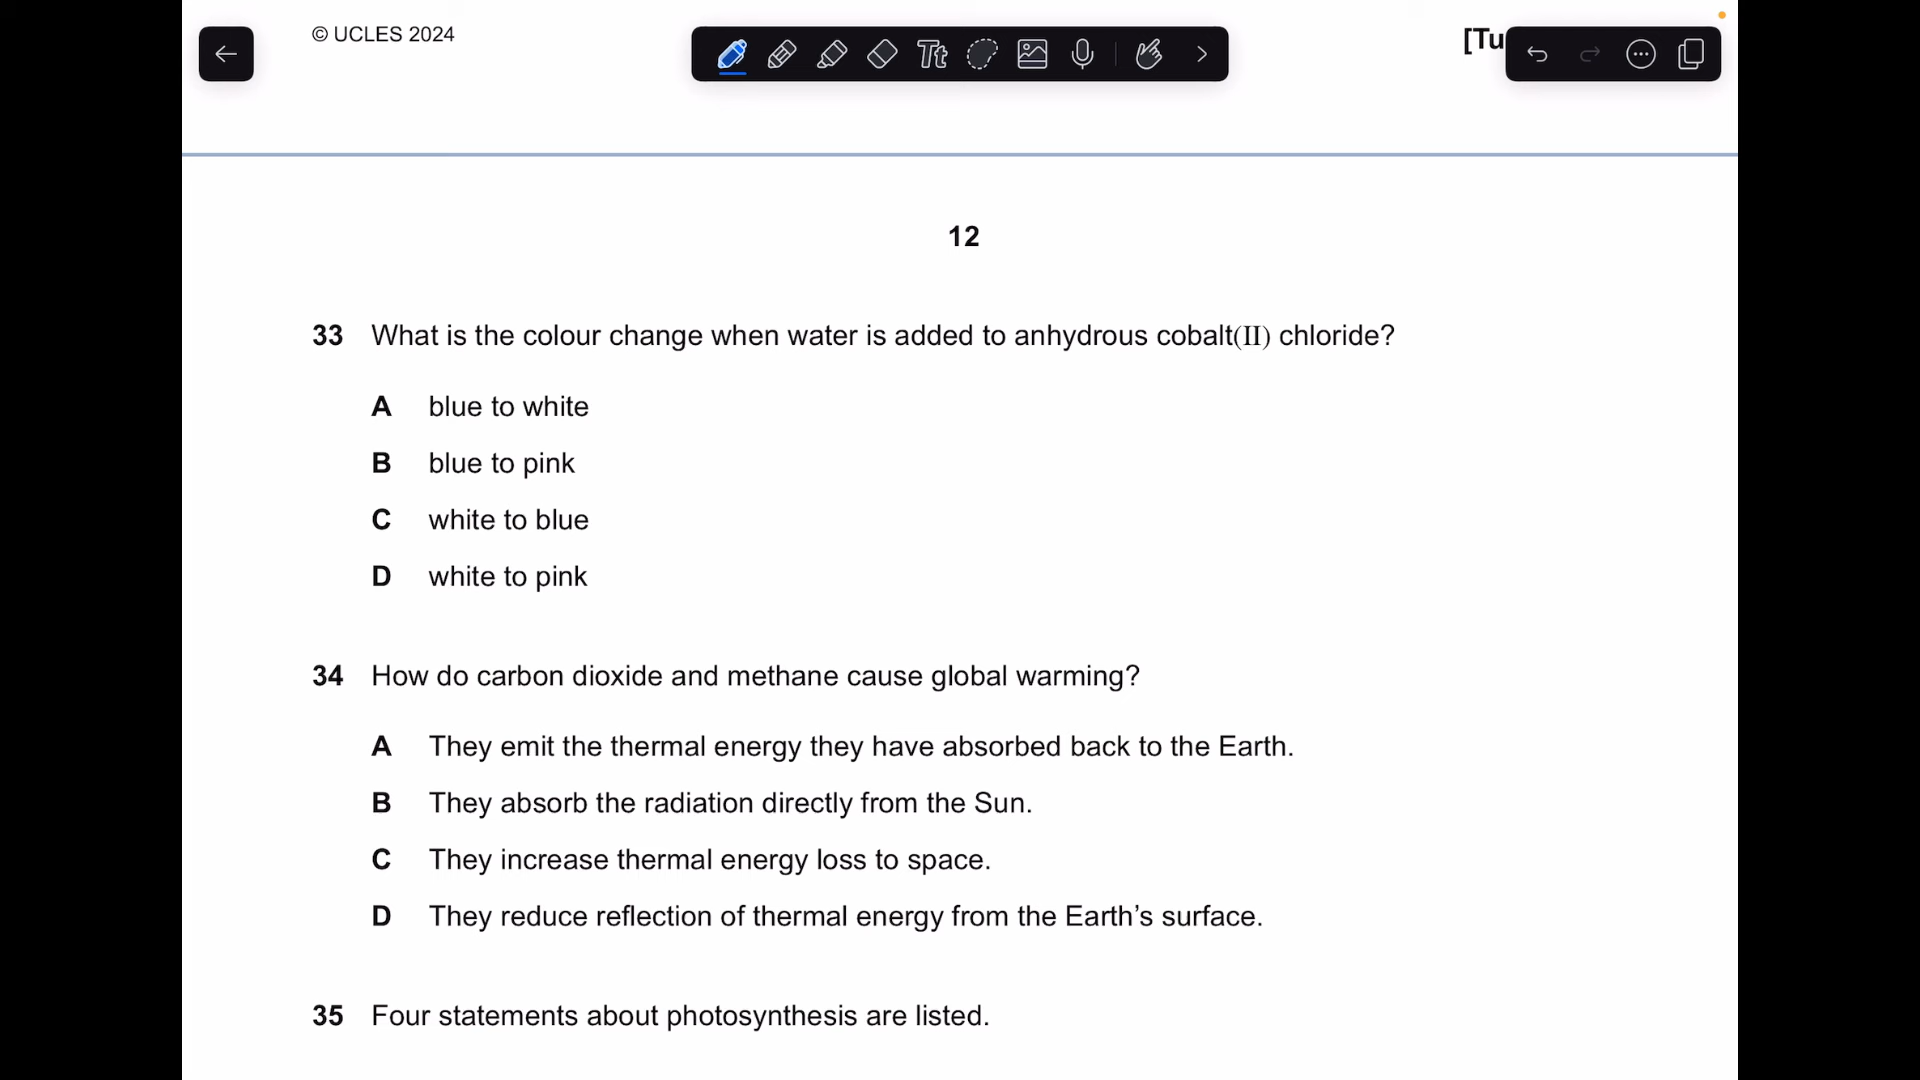 © UCLES 2024
[Tu
Tt
12
33 What is the colour change when water is added to anhydrous cobalt(II) chloride?
A blue to white
B blue to pink
C white to blue
D white to pink
34 How do carbon dioxide and methane cause global warming?
A They emit the thermal energy they have absorbed back to the Earth.
B They absorb the radiation directly from the Sun.
C They increase thermal energy loss to space.
D They reduce reflection of thermal energy from the Earth’s surface.
35 Four statements about photosynthesis are listed.